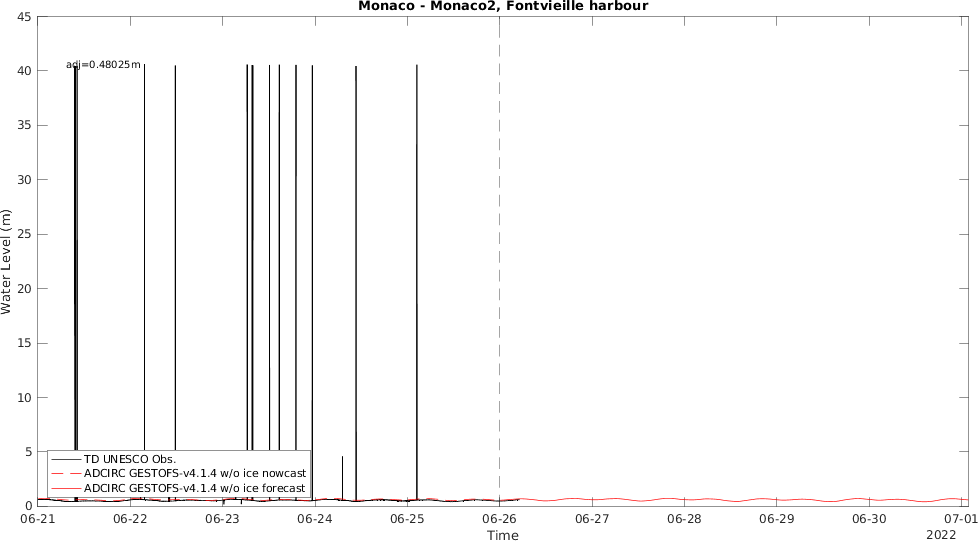 Monaco - Monaco2, Fontvieille harbour
45
40
35
30
25
20
15
10
5
0
Water Level (m)
adj=0.48025m
TD UNESCO Obs.
ADCIRC GESTOFS-v4.1.4 w/o ice nowcast
ADCIRC GESTOFS-v4.1.4 w/o ice forecast
06-21 06-22 06-23 06-24 06-25 06-26 06-27 06-28 06-29 06-30 07-01
2022
Time